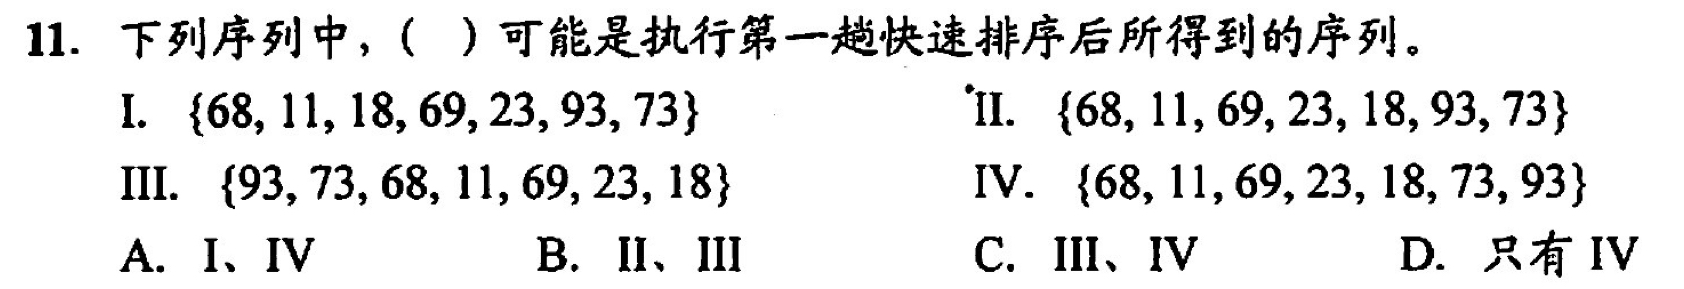 11. 下列序列中，（ ）可能是执行第一趟快速排序后所得到的序列。
I. {68, 11, 18, 69, 23, 93, 73} II. {68, 11, 69, 23, 18, 93, 73}
III. {93, 73, 68, 11, 69, 23, 18} IV. {68, 11, 69, 23, 18, 73, 93}
A. I、IV B. II、III C. III、IV D. 只有 IV